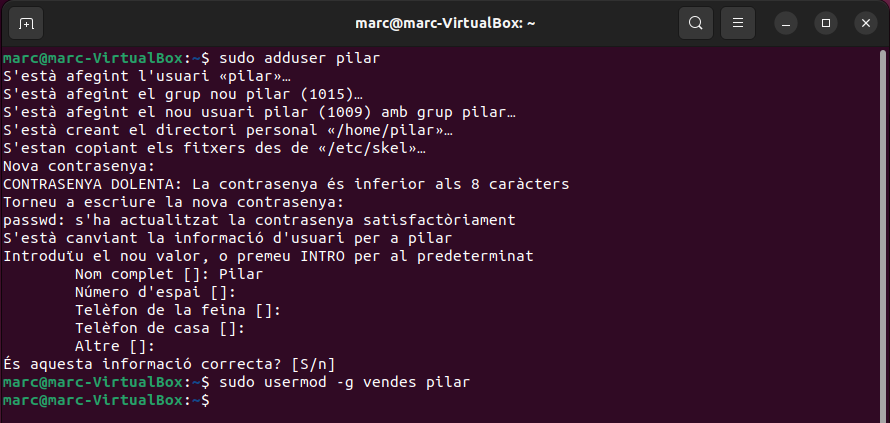 marc@marc-VirtualBox: ~
marc@marc-VirtualBox:~$ sudo adduser pilar
S'està afegint l'usuari «pilar»…
S'està afegint el grup nou pilar (1015)…
S'està afegint el nou usuari pilar (1009) amb grup pilar…
S'està creant el directori personal «/home/pilar»…
S'estan copiant els fitxers des de «/etc/skel»…
Nova contrasenya:
CONTRASENYA DOLENTA: La contrasenya és inferior als 8 caràcters
Torneu a escriure la nova contrasenya:
passwd: s'ha actualitzat la contrasenya satisfactòriament
S'està canviant la informació d'usuari per a pilar
Introduïu el nou valor, o premeu INTRO per al predeterminat
        Nom complet []: Pilar
        Número d'espai []:
        Telèfon de la feina []:
        Telèfon de casa []:
        Altre []:
És aquesta informació correcta? [S/n]
marc@marc-VirtualBox:~$ sudo usermod -g vendes pilar
marc@marc-VirtualBox:~$